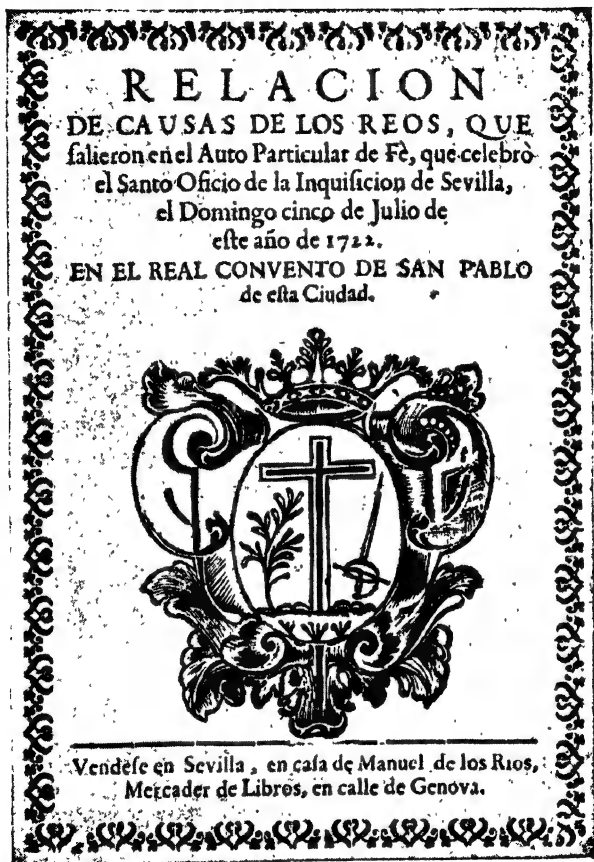 RELACION
DE CAUSAS DE LOS REOS, QUE
ſalieron en el Auto Particular de Fè, que celebrò
el Santo Oficio de la Inquiſicion de Sevilla,
el Domingo cinco de Julio de
eſte año de 1722.
EN EL REAL CONVENTO DE SAN PABLO
de eſta Ciudad.
Vendeſe en Sevilla, en caſa de Manuel de los Rios,
Mercader de Libros, en calle de Genova.